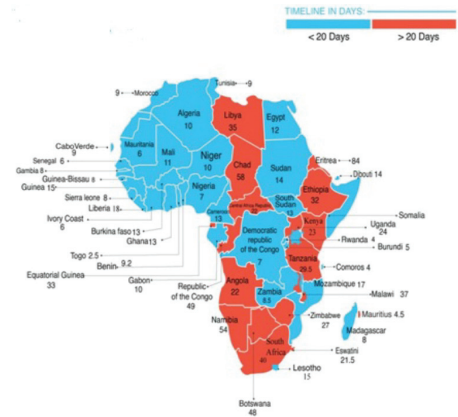 TIMELINE IN DAYS:
< 20 Days
> 20 Days
Tunisia 9
9 Morocco
Algeria
10
Libya
35
Egypt
12
CaboVerde
9
Mauritania
6
Mali
11
Niger
10
Chad
58
Sudan
14
Eritrea 84
Senegal 6
Gambia 8
Guinea-Bissau 8
Guinea 15
Nigeria
7
Djbouti 14
Ethiopia
32
Sierra leone 8
Liberia 18
Ivory Coast
6
Burkina faso 13
Ghana 13
Togo 2.5
Benin 9.2
Equatorial Guinea
33
Cameroon
13
Central Africa Republic
South
Sudan
13
Somalia
Kenya
23
Uganda
24
Rwanda 4
Burundi 5
Democratic
republic
of the Congo
7
Gabon
10
Republic
of the Congo
49
Tanzania
29.5
Comoros 4
Mozambique 17
Malawi 37
Angola
22
Zambia
8.5
Zimbabwe
27
Mauritius 4.5
Madagascar
8
Namibia
54
South
Africa
40
Eswatini
21.5
Lesotho
15
Botswana
48